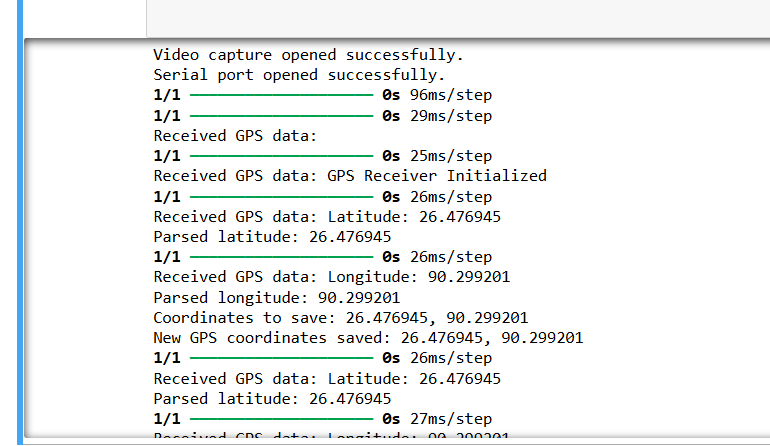 Video capture opened successfully.
Serial port opened successfully.
1/1 ━━━━━━━━━━━━━━━━━━━━ 0s 96ms/step
1/1 ━━━━━━━━━━━━━━━━━━━━ 0s 29ms/step
Received GPS data:
1/1 ━━━━━━━━━━━━━━━━━━━━ 0s 25ms/step
Received GPS data: GPS Receiver Initialized
1/1 ━━━━━━━━━━━━━━━━━━━━ 0s 26ms/step
Received GPS data: Latitude: 26.476945
Parsed latitude: 26.476945
1/1 ━━━━━━━━━━━━━━━━━━━━ 0s 26ms/step
Received GPS data: Longitude: 90.299201
Parsed longitude: 90.299201
Coordinates to save: 26.476945, 90.299201
New GPS coordinates saved: 26.476945, 90.299201
1/1 ━━━━━━━━━━━━━━━━━━━━ 0s 26ms/step
Received GPS data: Latitude: 26.476945
Parsed latitude: 26.476945
1/1 ━━━━━━━━━━━━━━━━━━━━ 0s 27ms/step
Received GPS data: Longitude: 90.299201